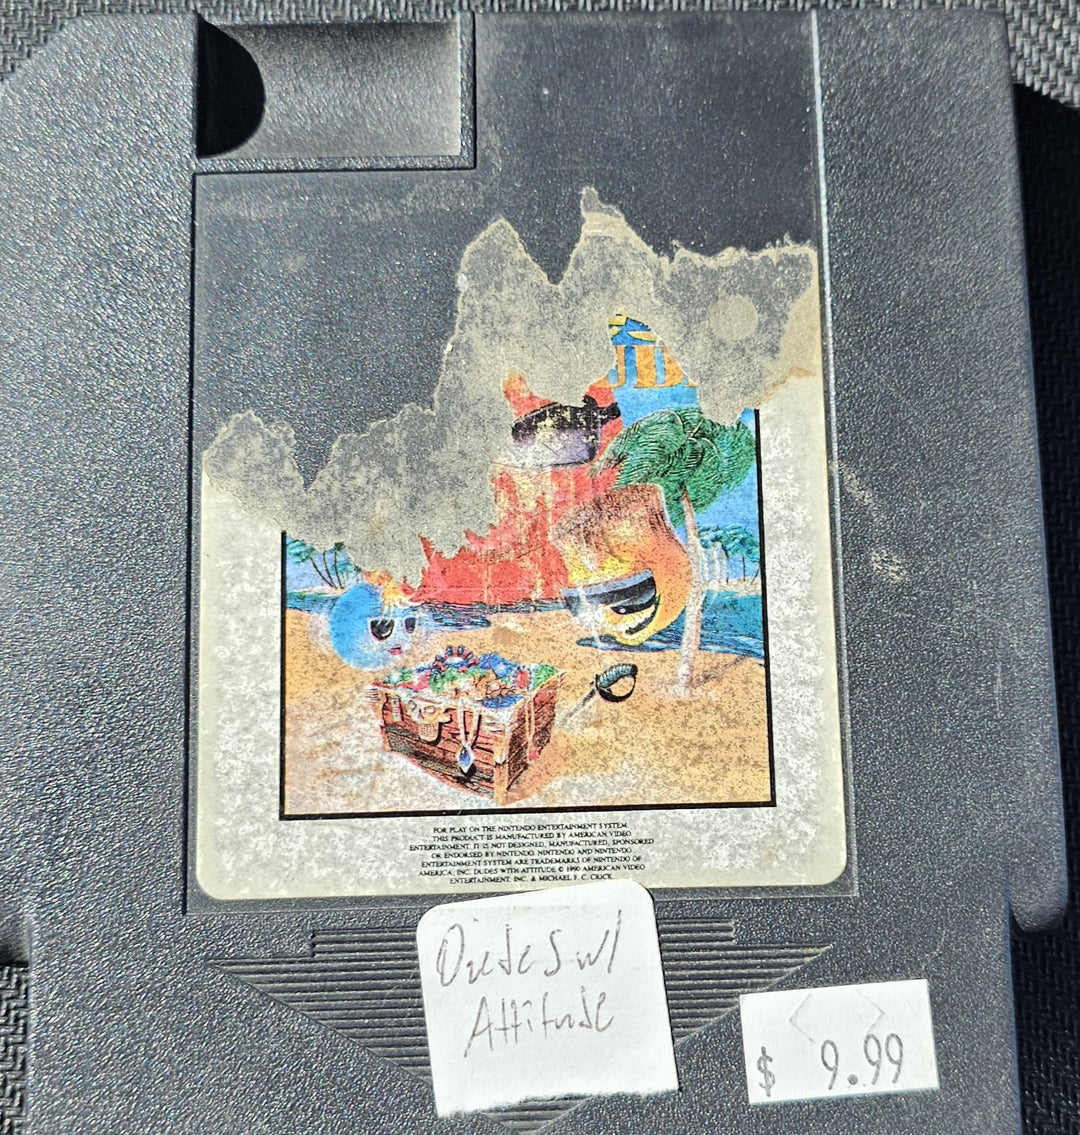 UD
FOR PLAY ON THE NINTENDO ENTERTAINMENT SYSTEM.
THIS PRODUCT IS MANUFACTURED BY AMERICAN VIDEO
ENTERTAINMENT. IT IS NOT DESIGNED, MANUFACTURED, SPONSORED
OR ENDORSED BY NINTENDO. NINTENDO AND NINTENDO
ENTERTAINMENT SYSTEM ARE TRADEMARKS OF NINTENDO OF
AMERICA, INC. DUDES WITH ATTITUDE © 1990 AMERICAN VIDEO
ENTERTAINMENT, INC. & MICHAEL F. C. CRICK.
Dudes w/
Attitude
$ 9.99